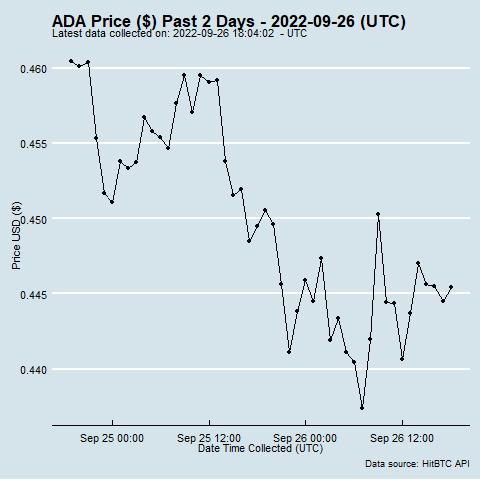 ADA Price ($) Past 2 Days - 2022-09-26 (UTC)
Latest data collected on: 2022-09-26 18:04:02 - UTC
0.460
0.455
0.450
0.445
0.440
Price USD ($)
Sep 25 00:00 Sep 25 12:00 Sep 26 00:00 Sep 26 12:00
Date Time Collected (UTC)
Data source: HitBTC API